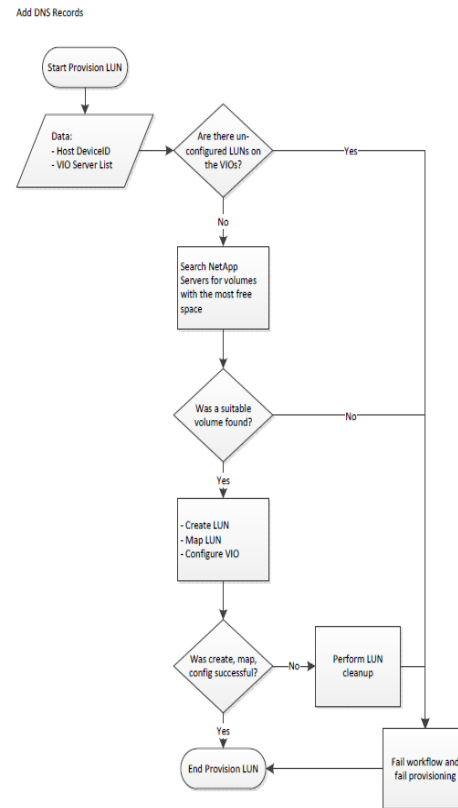 Add DNS Records
Start Provision LUN
Data:
- Host DeviceID
- VIO Server List
Are there un-
configured LUNs on
the VIOs?
Yes
No
Search NetApp
Servers for volumes
with the most free
space
Was a suitable
volume found?
No
Yes
- Create LUN
- Map LUN
- Configure VIO
Was create, map,
config successful?
No
Perform LUN
cleanup
Yes
End Provision LUN
Fail workflow and
fail provisioning